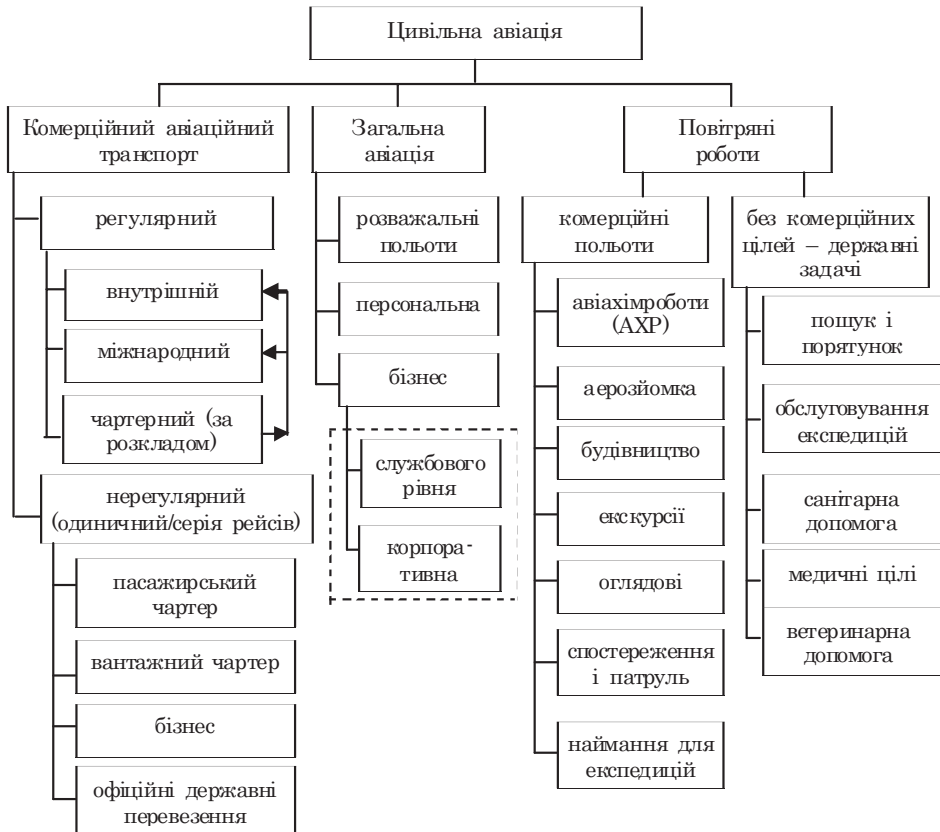 Цивільна авіація
Комерційний авіаційний
транспорт
регулярний
внутрішній
міжнародний
чартерний (за
розкладом)
нерегулярний
(одиничний/серія рейсів)
пасажирський
чартер
вантажний чартер
бізнес
офіційні державні
перевезення
Загальна
авіація
розважальні
польоти
персональна
бізнес
службового
рівня
корпора-
тивна
Повітряні
роботи
комерційні
польоти
авіахімроботи
(АХР)
аерозйомка
будівництво
екскурсії
оглядові
спостереження
і патруль
наймання для
експедицій
без комерційних
цілей – державні
задачі
пошук і
порятунок
обслуговування
експедицій
санітарна
допомога
медичні цілі
ветеринарна
допомога